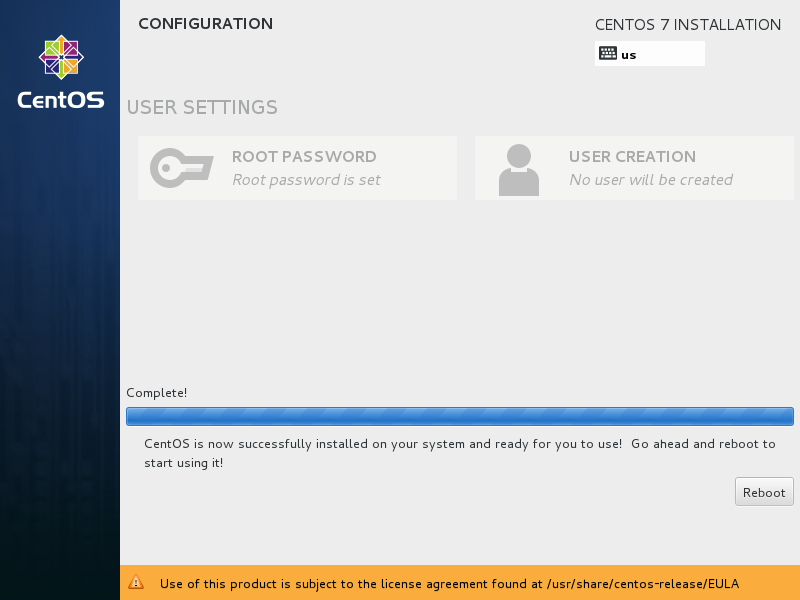 CONFIGURATION
CENTOS 7 INSTALLATION
us
CentOS
USER SETTINGS
ROOT PASSWORD
Root password is set
USER CREATION
No user will be created
Complete!
CentOS is now successfully installed on your system and ready for you to use! Go ahead and reboot to
start using it!
Reboot
Use of this product is subject to the license agreement found at /usr/share/centos-release/EULA